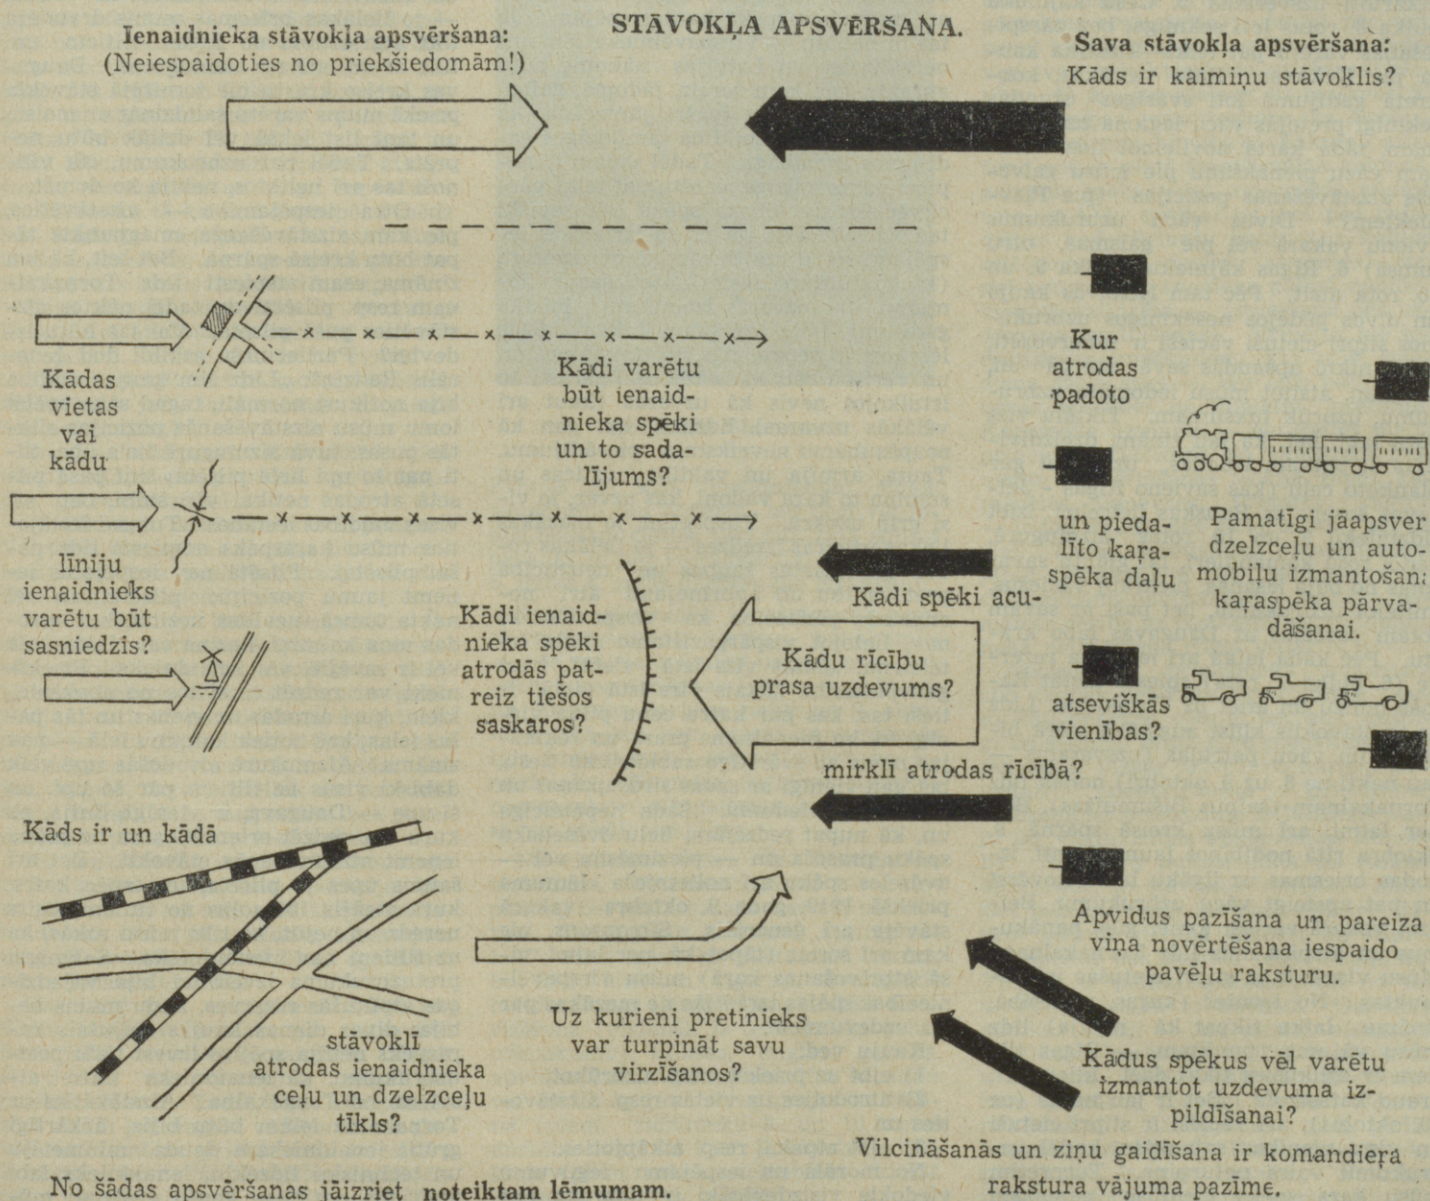 STĀVOKĻA APSVĒRŠANA.
Ienaidnieka stāvokļa apsvēršana:
(Neiespaidoties no priekšiedomām!)
Sava stāvokļa apsvēršana:
Kāds ir kaimiņu stāvoklis?
Kādas
vietas
vai
kādu
līniju
ienaidnieks
varētu būt
sasniedzis?
Kādi varētu
būt ienaid-
nieka spēki
un to sada-
lījums?
Kādi ienaid-
nieka spēki
atrodās pat-
reiz tiešos
saskaros?
Kādi spēki acu-
mirklī atrodas rīcībā?
Kādu rīcību
prasa uzdevums?
Kur
atrodas
padoto
un pieda-
līto kaŗa-
spēka daļu
atsevišķās
vienības?
Pamatīgi jāapsver
dzelzceļu un auto-
mobiļu izmantošana
kaŗaspēka pārva-
dāšanai.
Kāds ir un kādā
stāvoklī
atrodas ienaidnieka
ceļu un dzelzceļu
tīkls?
Uz kurieni pretinieks
var turpināt savu
virzīšanos?
Apvidus pazīšana un pareiza
viņa novērtēšana iespaido
pavēļu raksturu.
Kādus spēkus vēl varētu
izmantot uzdevuma iz-
pildīšanai?
Vilcināšanās un ziņu gaidīšana ir komandieŗa
rakstura vājuma pazīme.
No šādas apsvēršanas jāizriet noteiktam lēmumam.